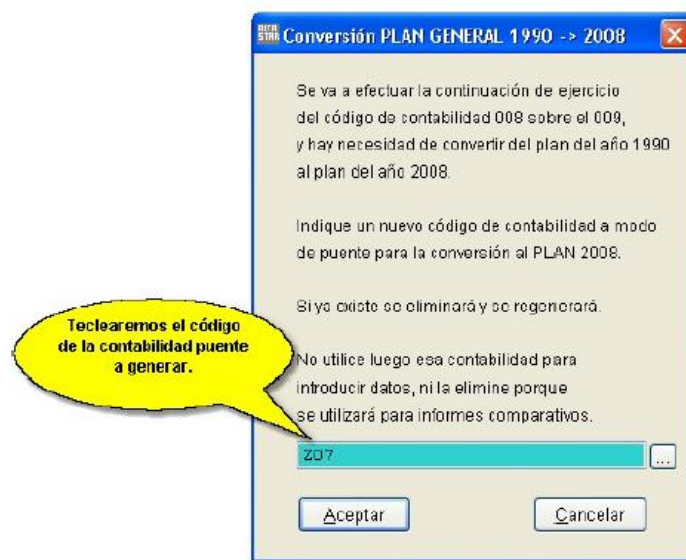 Conversión PLAN GENERAL 1990 -> 2008
Se va a efectuar la continuación de ejercicio
del código de contabilidad 008 sobre el 009,
y hay necesidad de convertir del plan del año 1990
al plan del año 2008.
Indique un nuevo código de contabilidad a modo
de puente para la conversión al PLAN 2008.
Si ya existe se eliminará y se regenerará.
Teclearemos el código
de la contabilidad puente
a generar.
No utilice luego esa contabilidad para
introducir datos, ni la elimine porque
se utilizará para informes comparativos.
ZD7
...
Aceptar
Cancelar